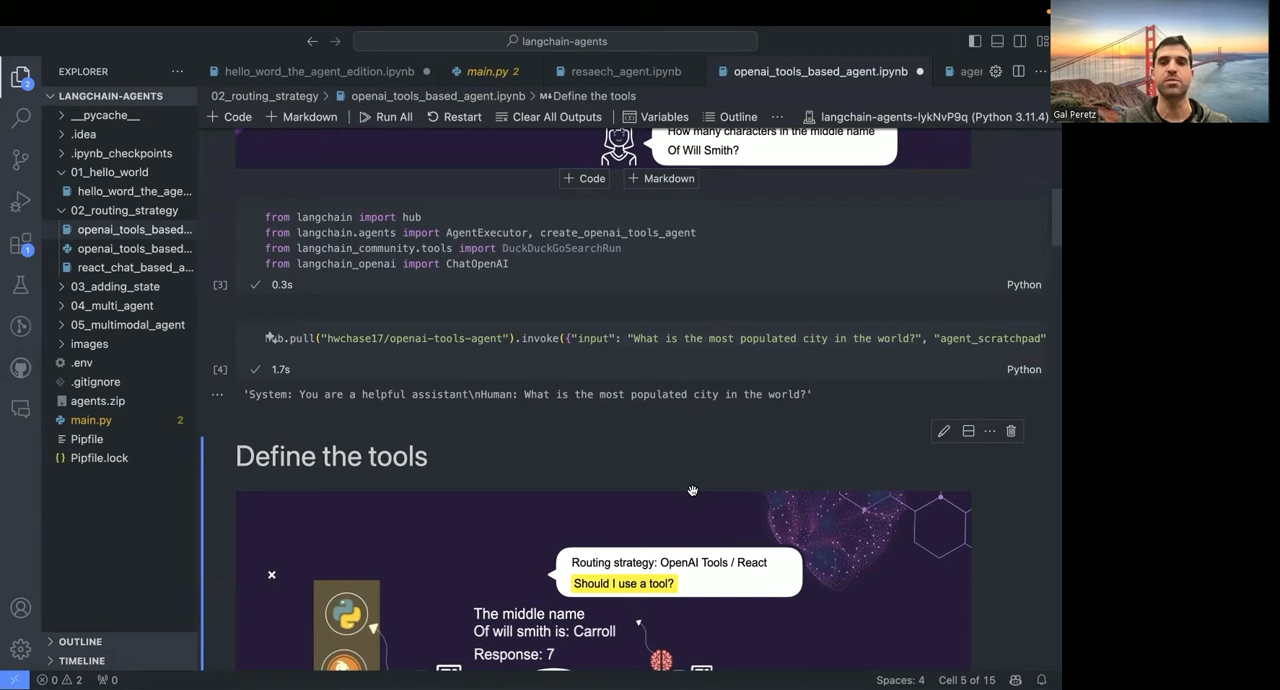 langchain-agents
EXPLORER
hello_word_the_agent_edition.ipynb
main.py 2
resaech_agent.ipynb
openai_tools_based_agent.ipynb
agen
Gal Peretz
LANGCHAIN-AGENTS
02_routing_strategy > openai_tools_based_agent.ipynb > M↓Define the tools
+ Code + Markdown Run All Restart Clear All Outputs Variables Outline ... langchain-agents-lykNvP9q (Python 3.11.4)
__pycache__
.idea
.ipynb_checkpoints
01_hello_world
hello_word_the_age...
02_routing_strategy
openai_tools_based...
openai_tools_based...
react_chat_based_a...
03_adding_state
04_multi_agent
05_multimodal_agent
images
.env
.gitignore
agents.zip
main.py 2
Pipfile
{} Pipfile.lock
OUTLINE
TIMELINE
2
1
How many characters in the middle name
Of Will Smith?
+ Code + Markdown
from langchain import hub
from langchain.agents import AgentExecutor, create_openai_tools_agent
from langchain_community.tools import DuckDuckGoSearchRun
from langchain_openai import ChatOpenAI
[3] ✓ 0.3s Python
b.pull("hwchase17/openai-tools-agent").invoke({"input": "What is the most populated city in the world?", "agent_scratchpad"
[4] ✓ 1.7s Python
'System: You are a helpful assistant\nHuman: What is the most populated city in the world?'
Define the tools
Routing strategy: OpenAI Tools / React
Should I use a tool?
The middle name
Of will smith is: Carroll
Response: 7
0 2 0 Spaces: 4 Cell 5 of 15